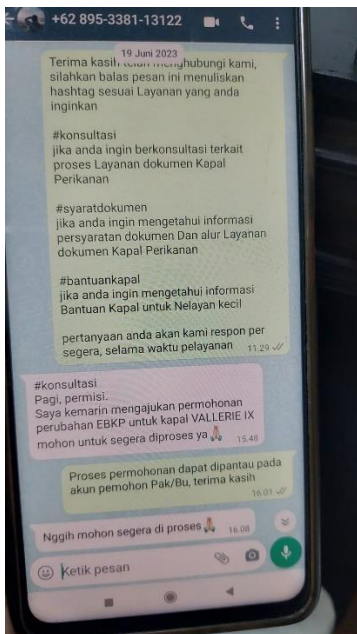 +62 895-3381-13122
19 Juni 2023
Terima kasih telah menghubungi kami,
silahkan balas pesan ini menuliskan
hashtag sesuai Layanan yang anda
inginkan
#konsultasi
jika anda ingin berkonsultasi terkait
proses Layanan dokumen Kapal
Perikanan
#syaratdokumen
jika anda ingin mengetahui informasi
persyaratan dokumen Dan alur Layanan
dokumen Kapal Perikanan
#bantuankapal
jika anda ingin mengetahui informasi
Bantuan Kapal untuk Nelayan kecil
pertanyaan anda akan kami respon per
segera, selama waktu pelayanan 11.29
#konsultasi
Pagi, permisi.
Saya kemarin mengajukan permohonan
perubahan EBKP untuk kapal VALLERIE IX
mohon untuk segera diproses ya🙏 15.48
Proses permohonan dapat dipantau pada
akun pemohon Pak/Bu, terima kasih
16.01
Nggih mohon segera di proses🙏 16.08
Ketik pesan